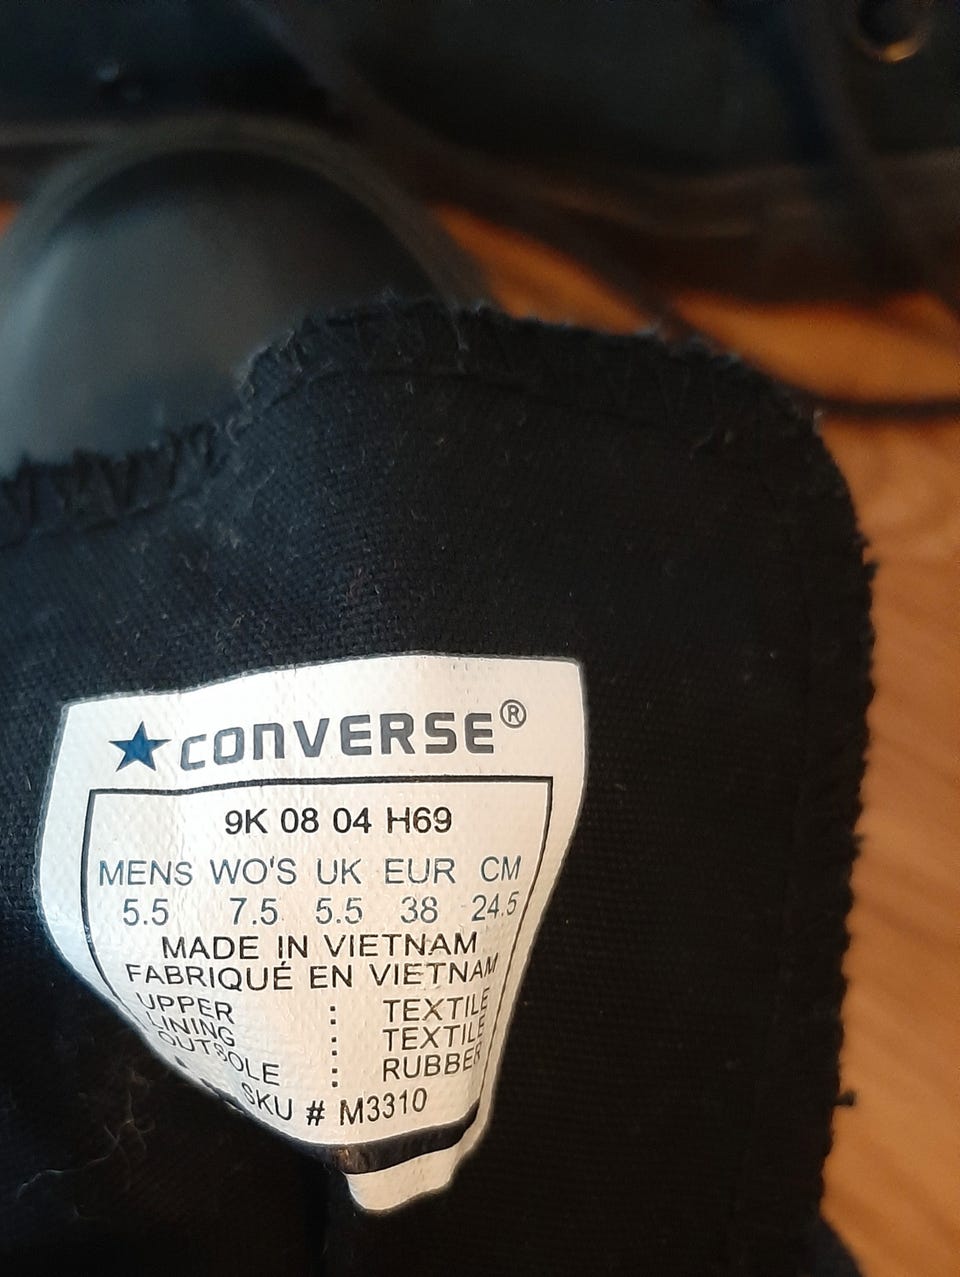 CONVERSE®
9K 08 04 H69
MENS WO'S UK EUR CM
5.5 7.5 5.5 38 24.5
MADE IN VIETNAM
FABRIQUÉ EN VIETNAM
UPPER : TEXTILE
LINING : TEXTILE
OUTSOLE : RUBBER
SKU # M3310